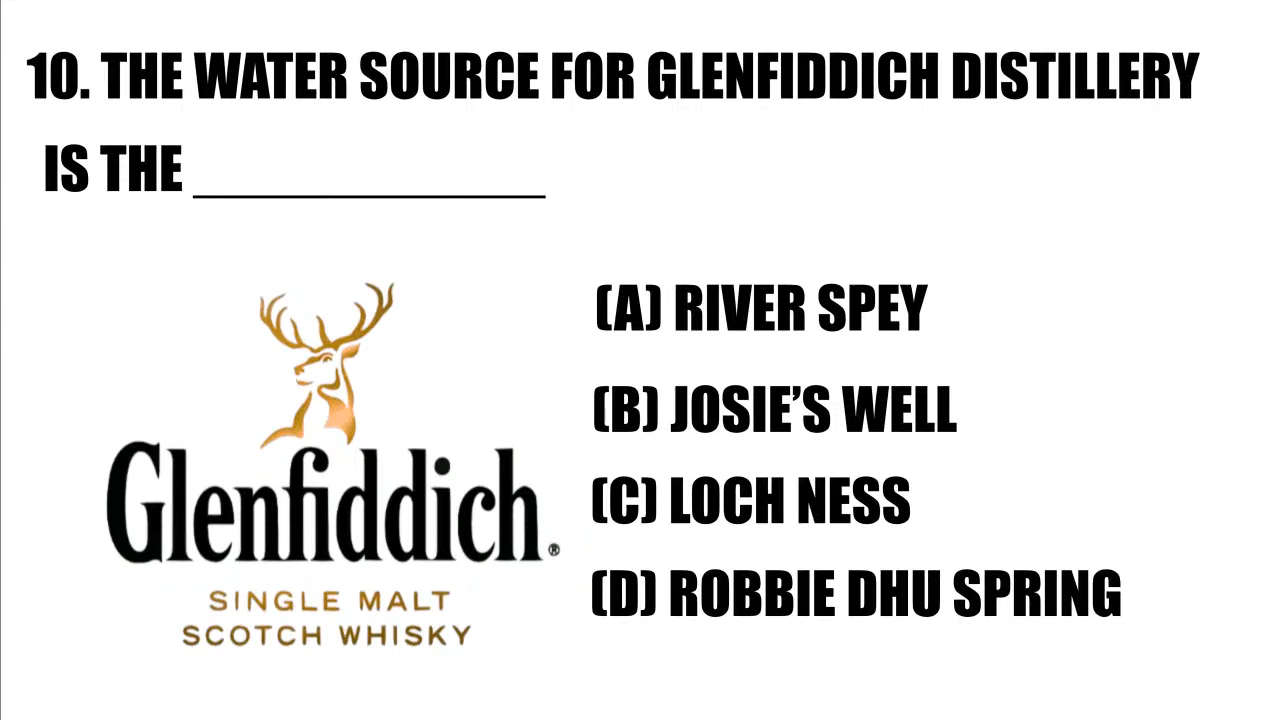 10. THE WATER SOURCE FOR GLENFIDDICH DISTILLERY
IS THE ________________
(A) RIVER SPEY
(B) JOSIE’S WELL
(C) LOCH NESS
(D) ROBBIE DHU SPRING
Glenfiddich®
SINGLE MALT
SCOTCH WHISKY